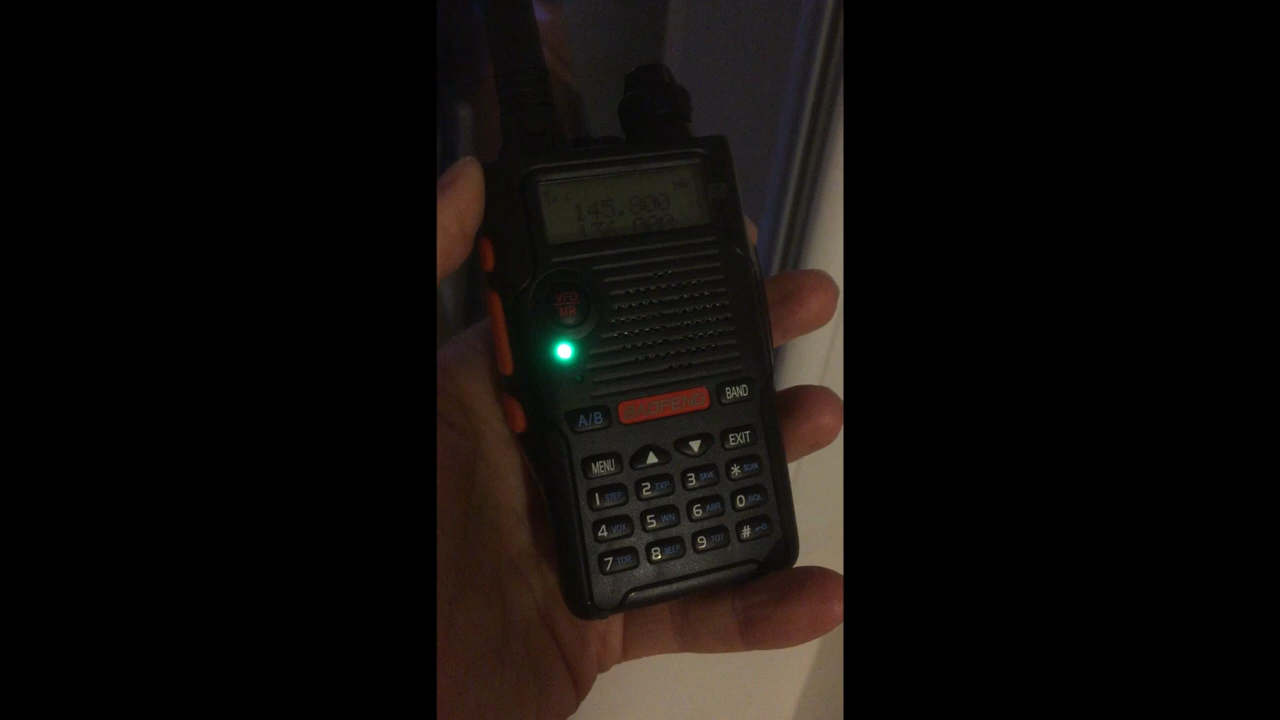 145.800
VFO
MR
A/B BAOFENG BAND
MENU ▲ ▼ EXIT
1 STEP 2 TXP 3 SAVE * SCAN
4 VOX 5 WN 6 ABR 0 SQL
7 TDR 8 BEEP 9 TOT #